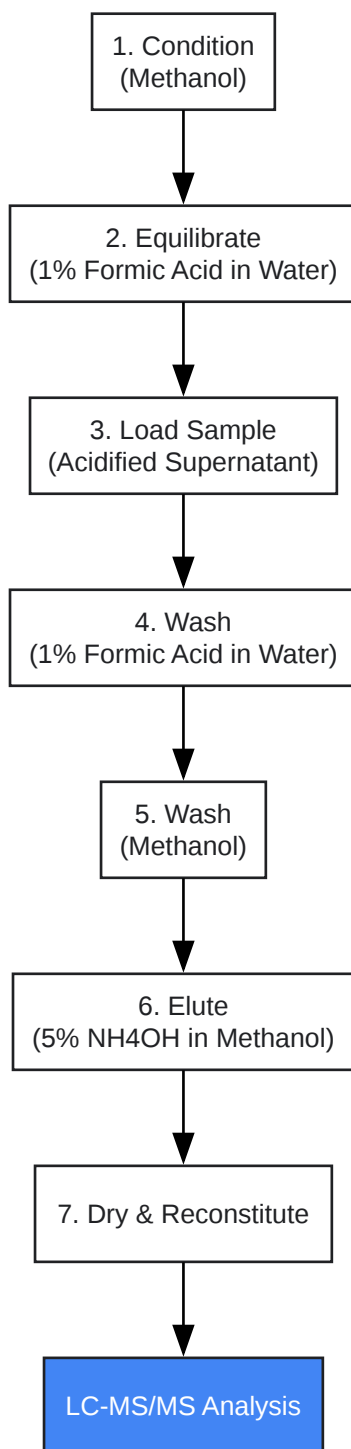 1. Condition
(Methanol)
2. Equilibrate
(1% Formic Acid in Water)
3. Load Sample
(Acidified Supernatant)
4. Wash
(1% Formic Acid in Water)
5. Wash
(Methanol)
6. Elute
(5% NH4OH in Methanol)
7. Dry & Reconstitute
LC-MS/MS Analysis